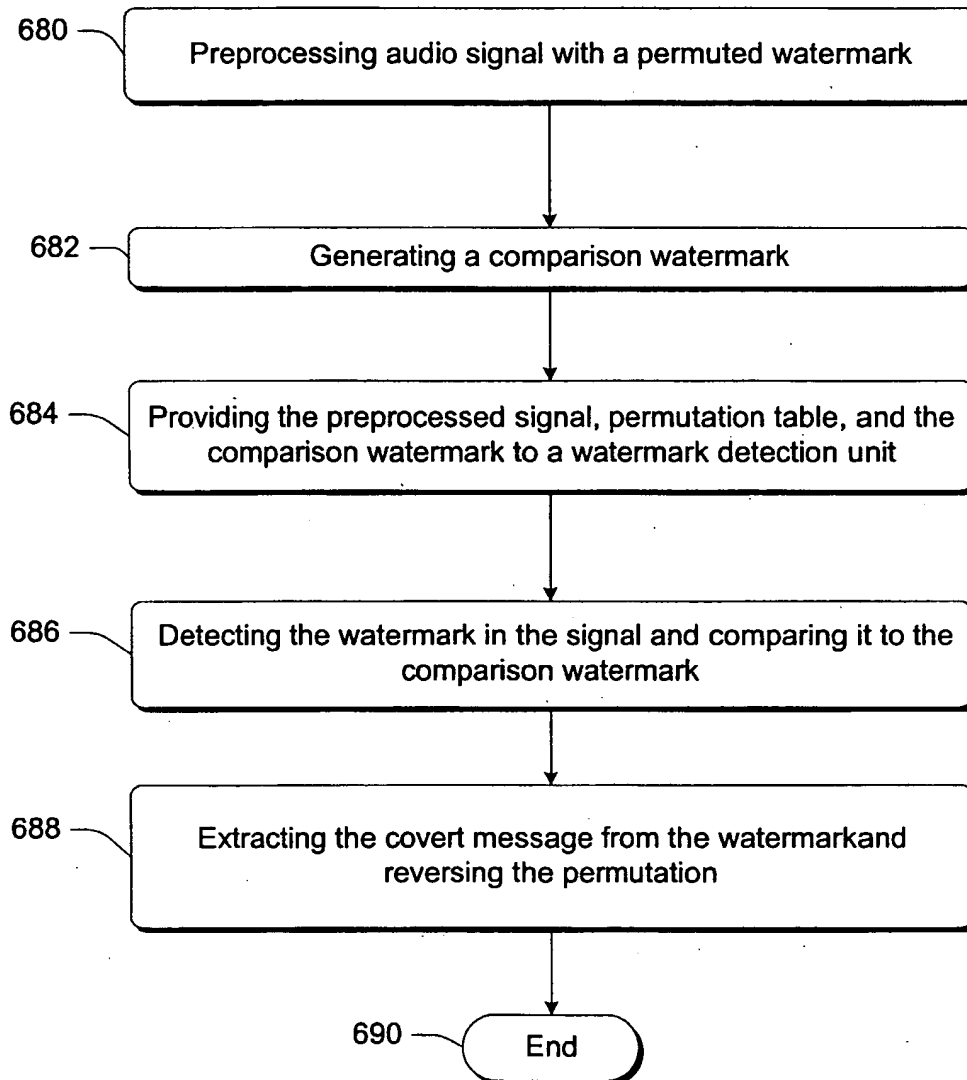 680
Preprocessing audio signal with a permuted watermark
682
Generating a comparison watermark
684
Providing the preprocessed signal, permutation table, and the
comparison watermark to a watermark detection unit
686
Detecting the watermark in the signal and comparing it to the
comparison watermark
688
Extracting the covert message from the watermarkand
reversing the permutation
690
End